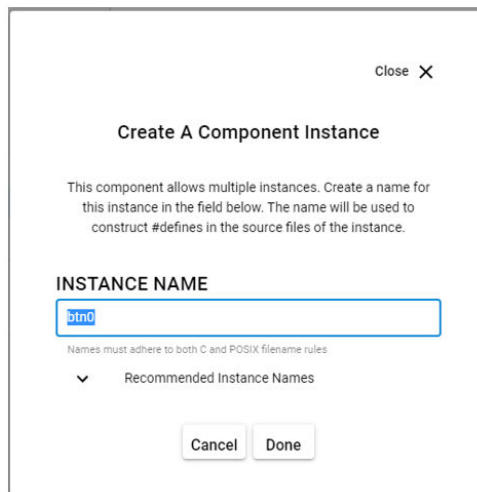 Close
Create A Component Instance
This component allows multiple instances. Create a name for
this instance in the field below. The name will be used to
construct #defines in the source files of the instance.
INSTANCE NAME
btn0
Names must adhere to both C and POSIX filename rules
Recommended Instance Names
Cancel Done